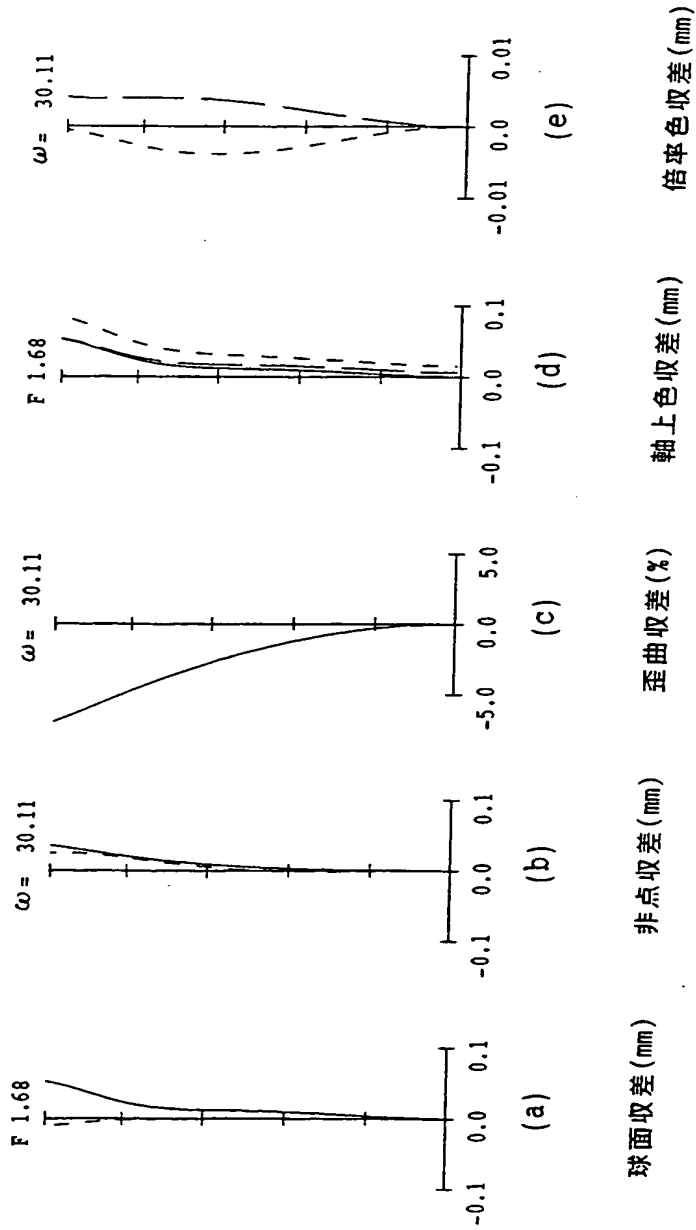 F 1.68
-0.1 0.0 0.1
(a)
球面収差(mm)
ω= 30.11
-0.1 0.0 0.1
(b)
非点収差(mm)
ω= 30.11
-5.0 0.0 5.0
(c)
歪曲収差(%)
F 1.68
-0.1 0.0 0.1
(d)
軸上色収差(mm)
ω= 30.11
-0.01 0.0 0.01
(e)
倍率色収差(mm)